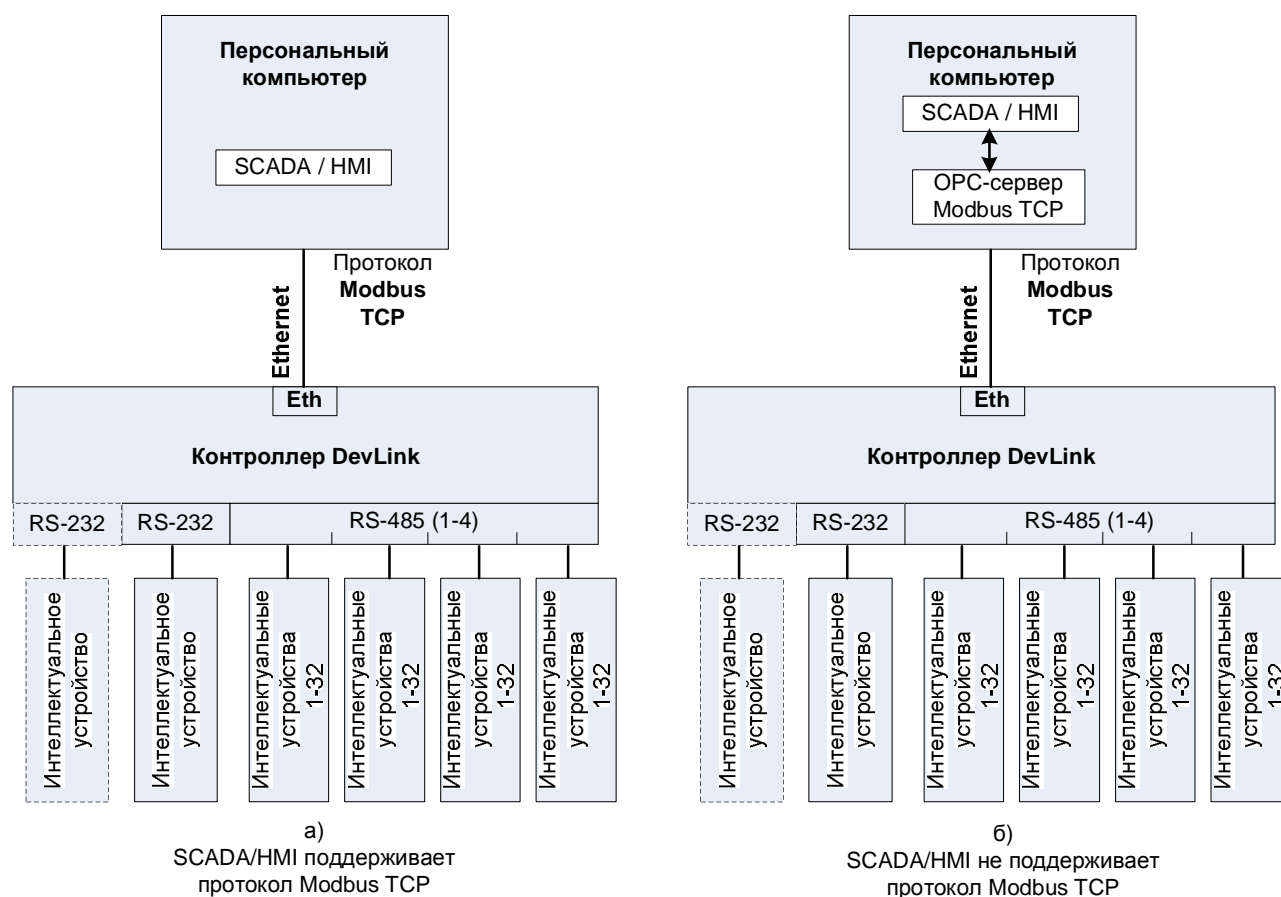 Персональный
компьютер
SCADA / HMI
Протокол
Modbus
TCP
Ethernet
Eth
Контроллер DevLink
RS-232
RS-232
RS-485 (1-4)
Интеллектуальное
устройство
Интеллектуальное
устройство
Интеллектуальные
устройства
1-32
Интеллектуальные
устройства
1-32
Интеллектуальные
устройства
1-32
Интеллектуальные
устройства
1-32
а)
SCADA/HMI поддерживает
протокол Modbus TCP
Персональный
компьютер
SCADA / HMI
OPC-сервер
Modbus TCP
Протокол
Modbus
TCP
Ethernet
Eth
Контроллер DevLink
RS-232
RS-232
RS-485 (1-4)
Интеллектуальное
устройство
Интеллектуальное
устройство
Интеллектуальные
устройства
1-32
Интеллектуальные
устройства
1-32
Интеллектуальные
устройства
1-32
Интеллектуальные
устройства
1-32
б)
SCADA/HMI не поддерживает
протокол Modbus TCP